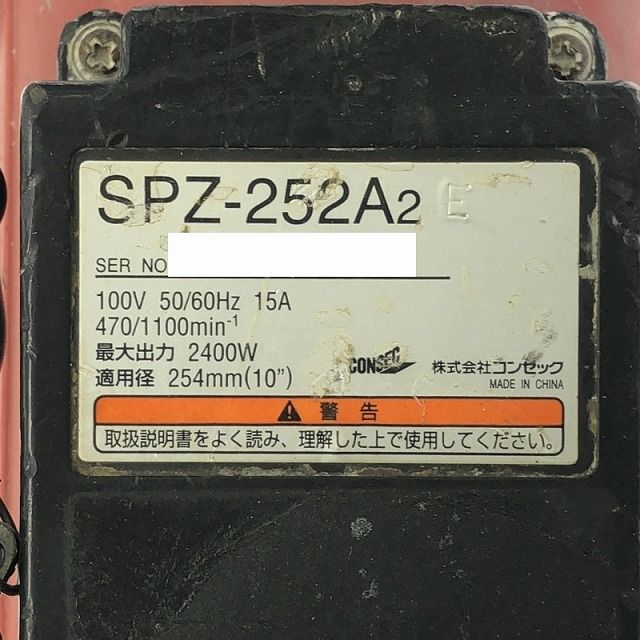 SPZ-252A2 E
SER NO
100V 50/60Hz 15A
470/1100min⁻¹
最大出力 2400W
適用径 254mm(10")
CONSEC 株式会社コンセック
MADE IN CHINA
警告
取扱説明書をよく読み、理解した上で使用してください。